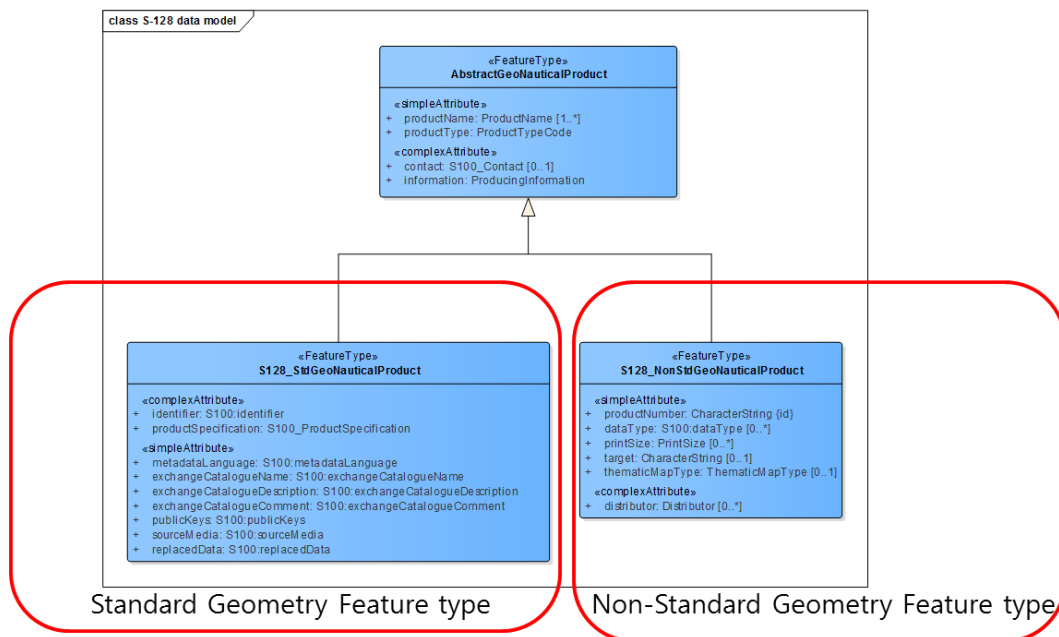 class S-128 data model
«FeatureType»
AbstractGeoNauticalProduct
«simpleAttribute»
+ productName: ProductName [1..*]
+ productType: ProductTypeCode
«complexAttribute»
+ contact: S100_Contact [0..1]
+ information: ProducingInformation
«FeatureType»
S128_StdGeoNauticalProduct
«complexAttribute»
+ identifier: S100:identifier
+ productSpecification: S100_ProductSpecification
«simpleAttribute»
+ metadataLanguage: S100:metadataLanguage
+ exchangeCatalogueName: S100:exchangeCatalogueName
+ exchangeCatalogueDescription: S100:exchangeCatalogueDescription
+ exchangeCatalogueComment: S100:exchangeCatalogueComment
+ publicKeys: S100:publicKeys
+ sourceMedia: S100:sourceMedia
+ replacedData: S100:replacedData
«FeatureType»
S128_NonStdGeoNauticalProduct
«simpleAttribute»
+ productNumber: CharacterString {id}
+ dataType: S100:dataType [0..*]
+ printSize: PrintSize [0..*]
+ target: CharacterString [0..1]
+ thematicMapType: ThematicMapType [0..1]
«complexAttribute»
+ distributor: Distributor [0..*]
Standard Geometry Feature type
Non-Standard Geometry Feature type